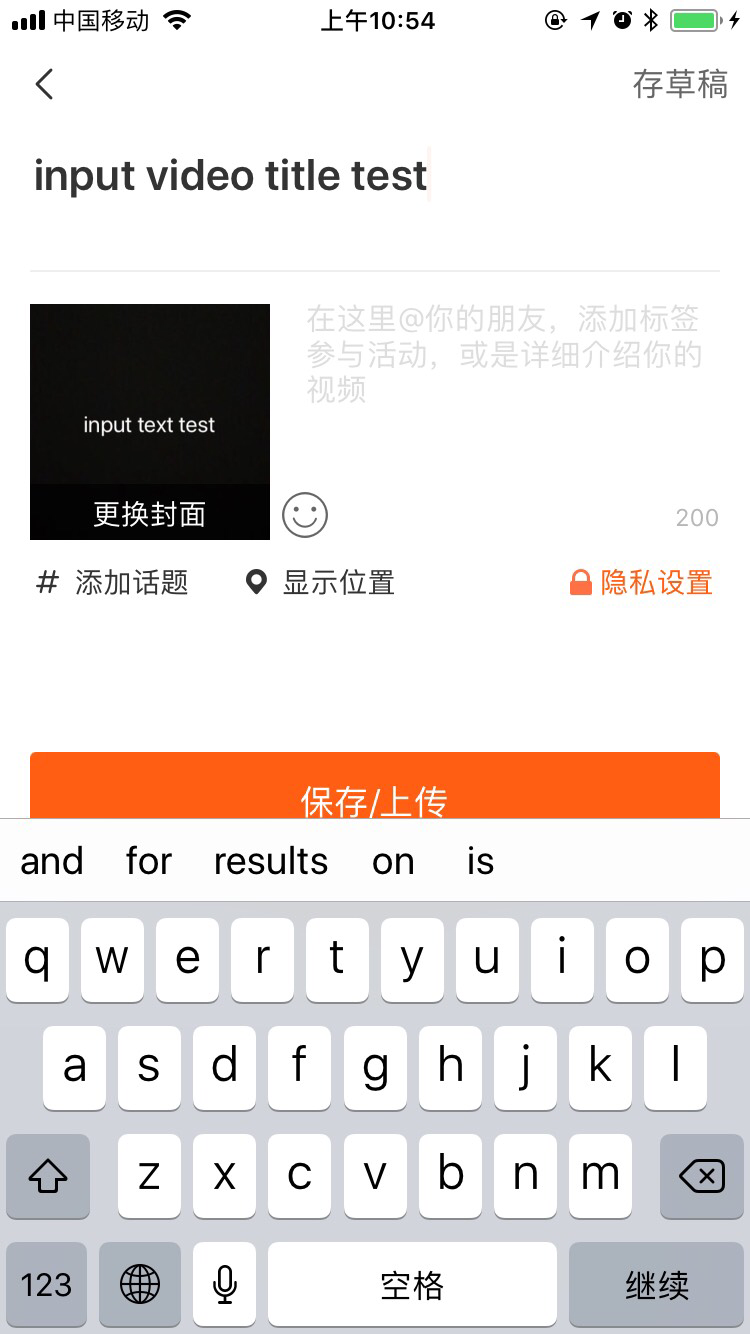 中国移动 上午10:54
存草稿
input video title test
在这里@你的朋友，添加标签
参与活动，或是详细介绍你的
视频
input text test
更换封面
200
# 添加话题 显示位置 隐私设置
保存/上传
and for results on is
q w e r t y u i o p
a s d f g h j k l
z x c v b n m
123 空格 继续